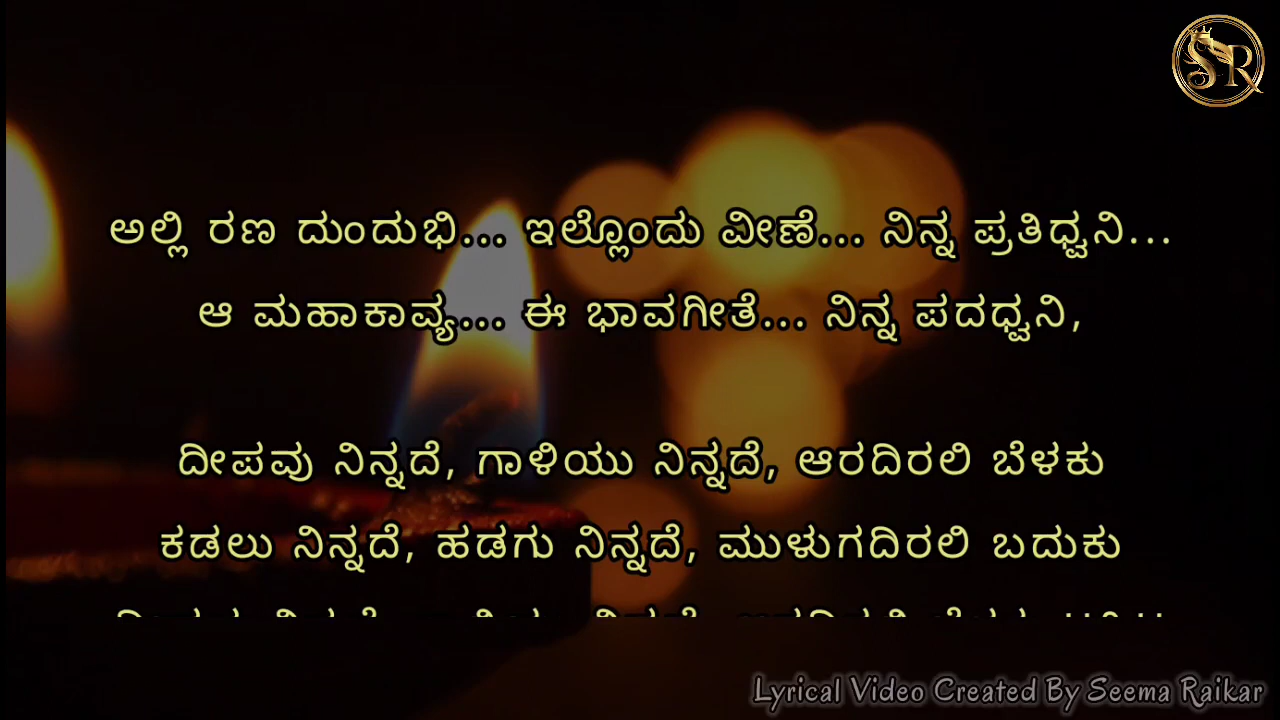 SR
ಅಲ್ಲಿ ರಣ ದುಂದುಭಿ... ಇಲ್ಲೊಂದು ವೀಣೆ... ನಿನ್ನ ಪ್ರತಿಧ್ವನಿ...
ಆ ಮಹಾಕಾವ್ಯ... ಈ ಭಾವಗೀತೆ... ನಿನ್ನ ಪದಧ್ವನಿ,
ದೀಪವು ನಿನ್ನದೆ, ಗಾಳಿಯು ನಿನ್ನದೆ, ಆರದಿರಲಿ ಬೆಳಕು
ಕಡಲು ನಿನ್ನದೆ, ಹಡಗು ನಿನ್ನದೆ, ಮುಳುಗದಿರಲಿ ಬದುಕು
Lyrical Video Created By Seema Raikar